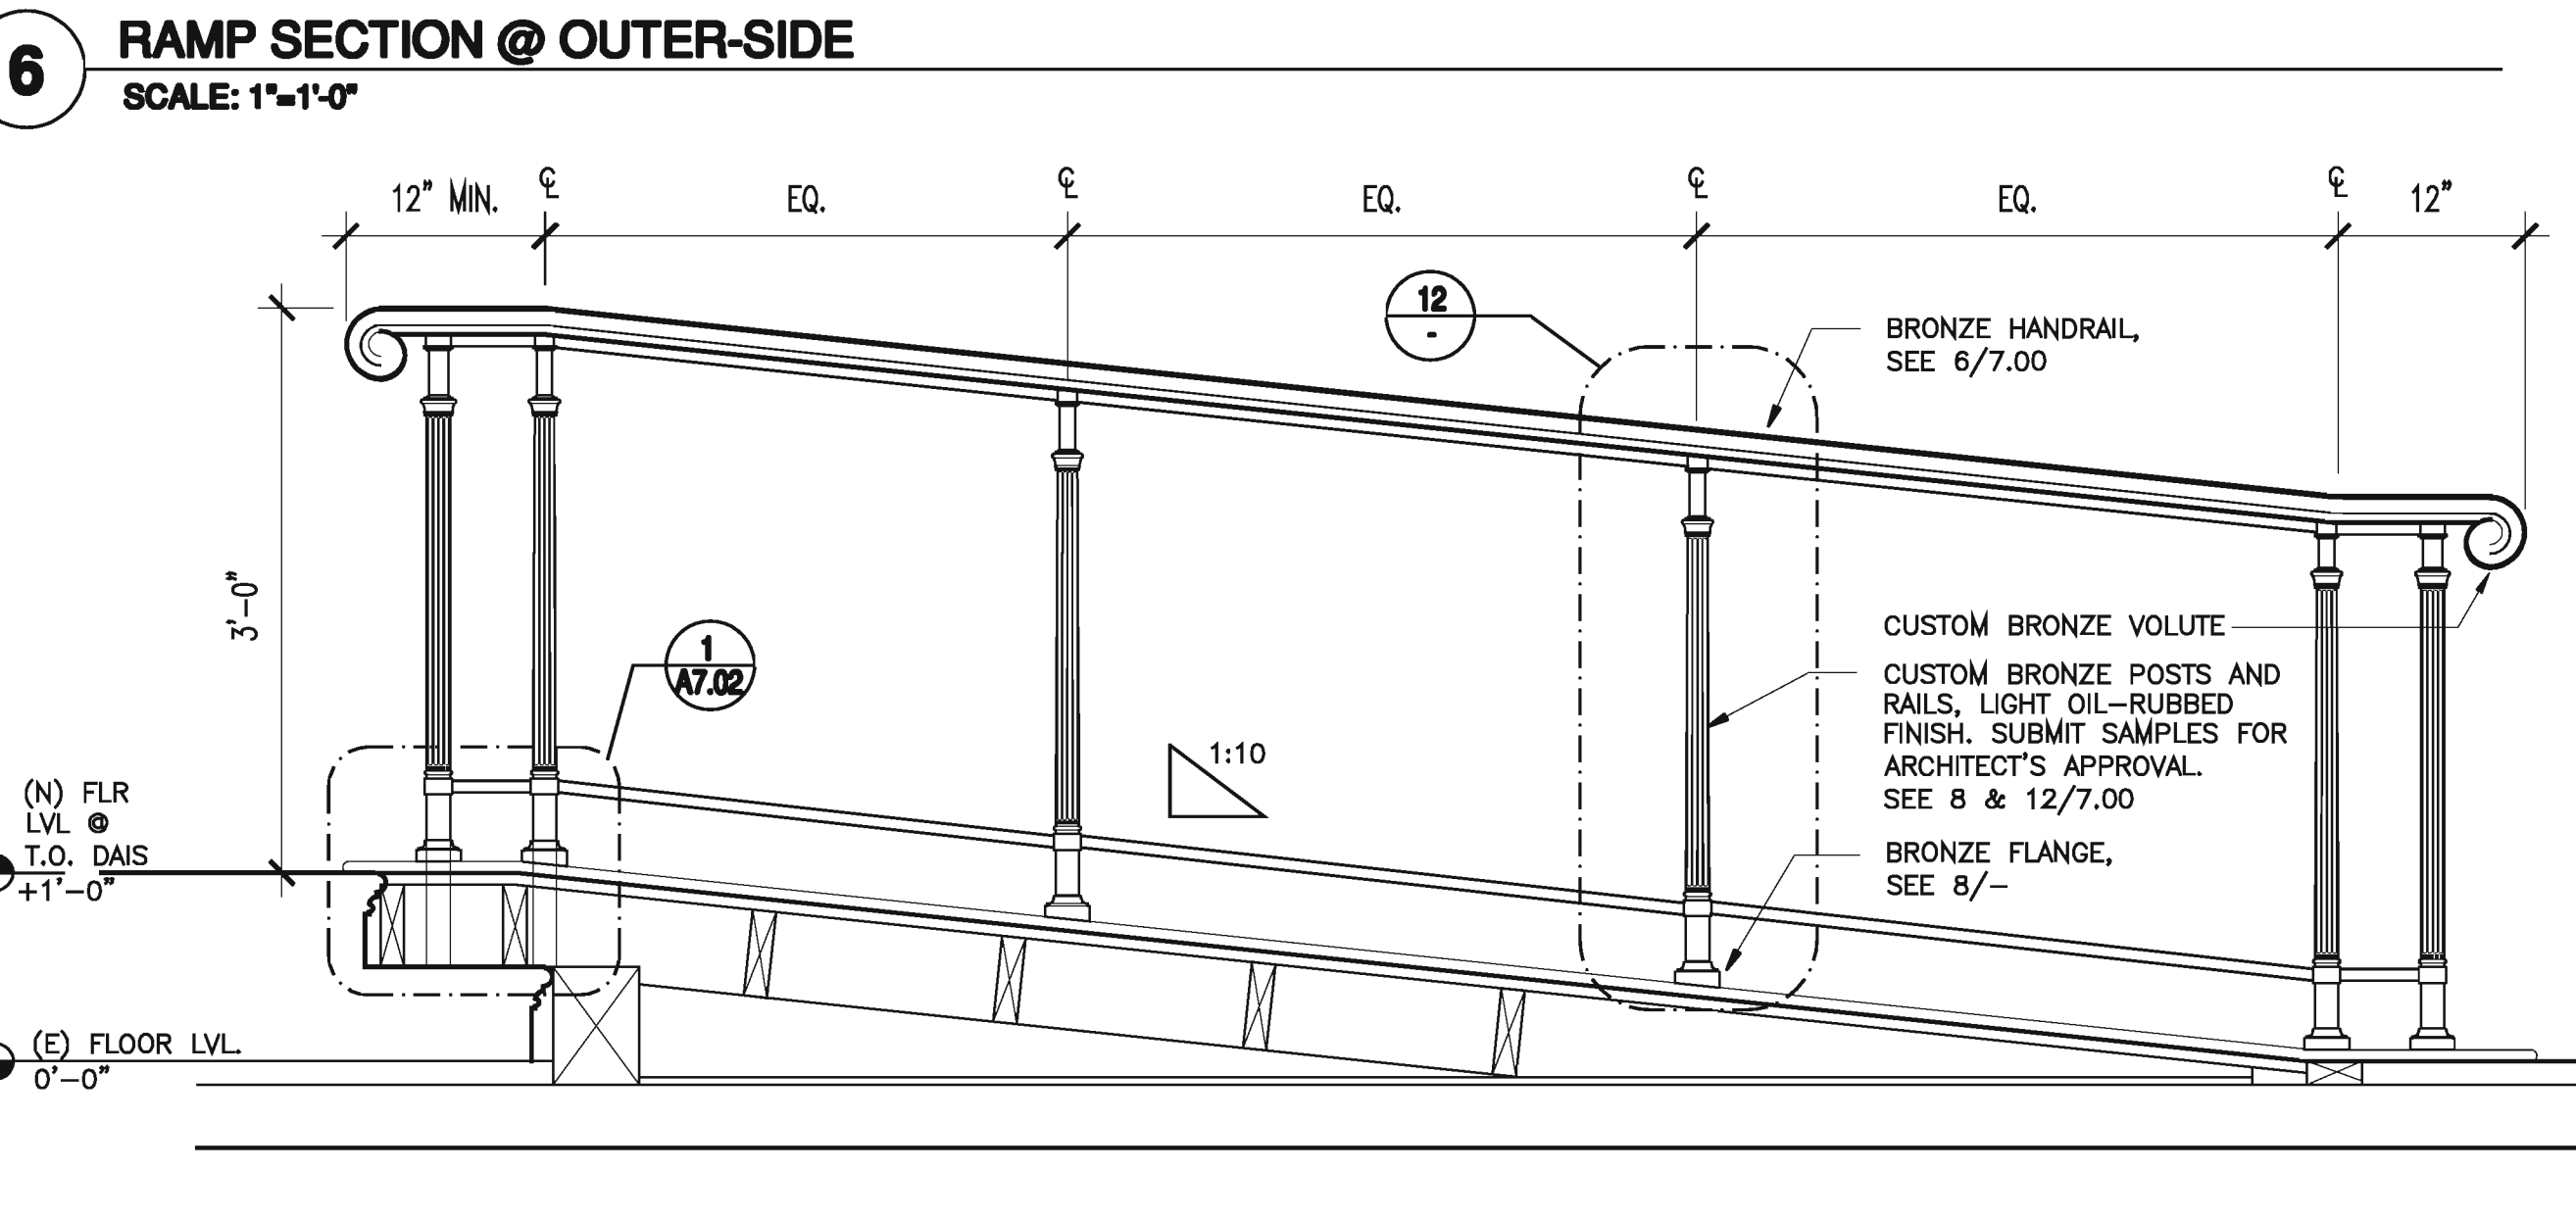 6
RAMP SECTION @ OUTER-SIDE
SCALE: 1"=1'-0"
12" MIN.
℄
EQ.
℄
EQ.
℄
EQ.
℄
12"
12
-
BRONZE HANDRAIL,
SEE 6/7.00
3'-0"
1
A7.02
CUSTOM BRONZE VOLUTE
CUSTOM BRONZE POSTS AND
RAILS, LIGHT OIL-RUBBED
FINISH. SUBMIT SAMPLES FOR
ARCHITECT'S APPROVAL.
SEE 8 & 12/7.00
1:10
(N) FLR
LVL @
T.O. DAIS
+1'-0"
BRONZE FLANGE,
SEE 8/-
(E) FLOOR LVL.
0'-0"